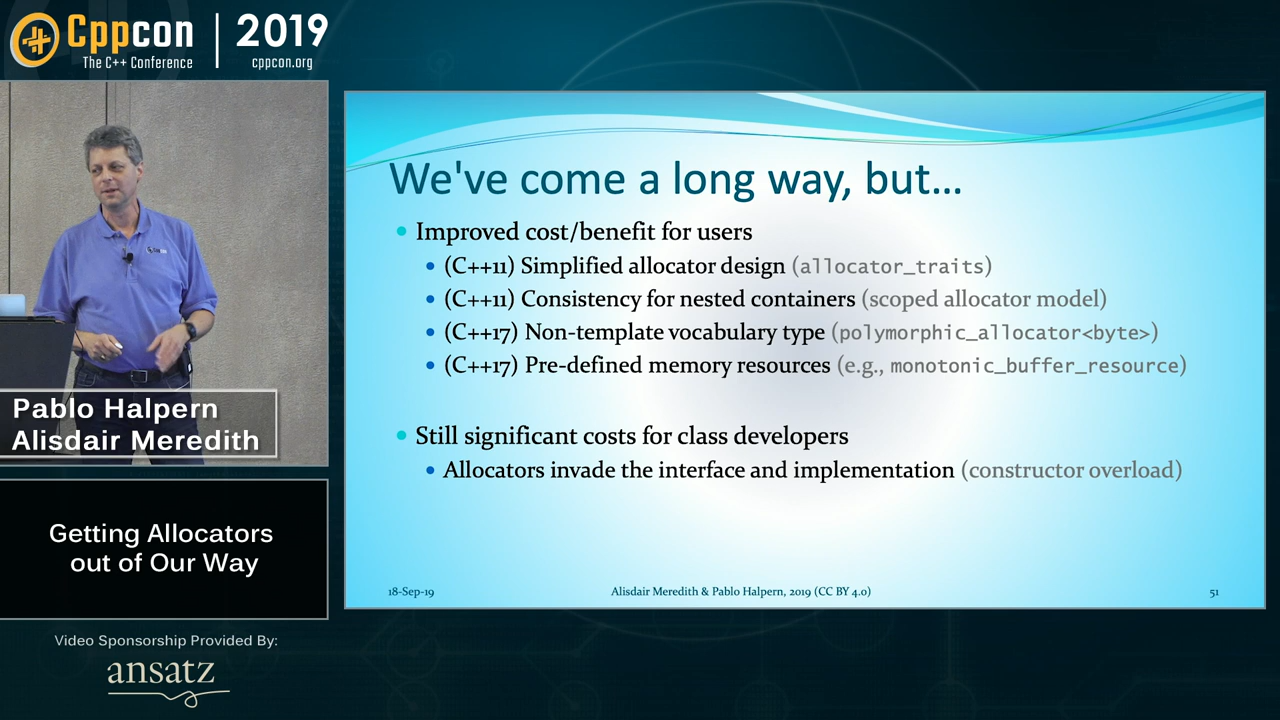 Cppcon
The C++ Conference
2019
cppcon.org
We've come a long way, but...
• Improved cost/benefit for users
• (C++11) Simplified allocator design (allocator_traits)
• (C++11) Consistency for nested containers (scoped allocator model)
• (C++17) Non-template vocabulary type (polymorphic_allocator<byte>)
• (C++17) Pre-defined memory resources (e.g., monotonic_buffer_resource)
• Still significant costs for class developers
• Allocators invade the interface and implementation (constructor overload)
18-Sep-19
Alisdair Meredith & Pablo Halpern, 2019 (CC BY 4.0)
51
Pablo Halpern
Alisdair Meredith
Getting Allocators
out of Our Way
Video Sponsorship Provided By:
ansatz